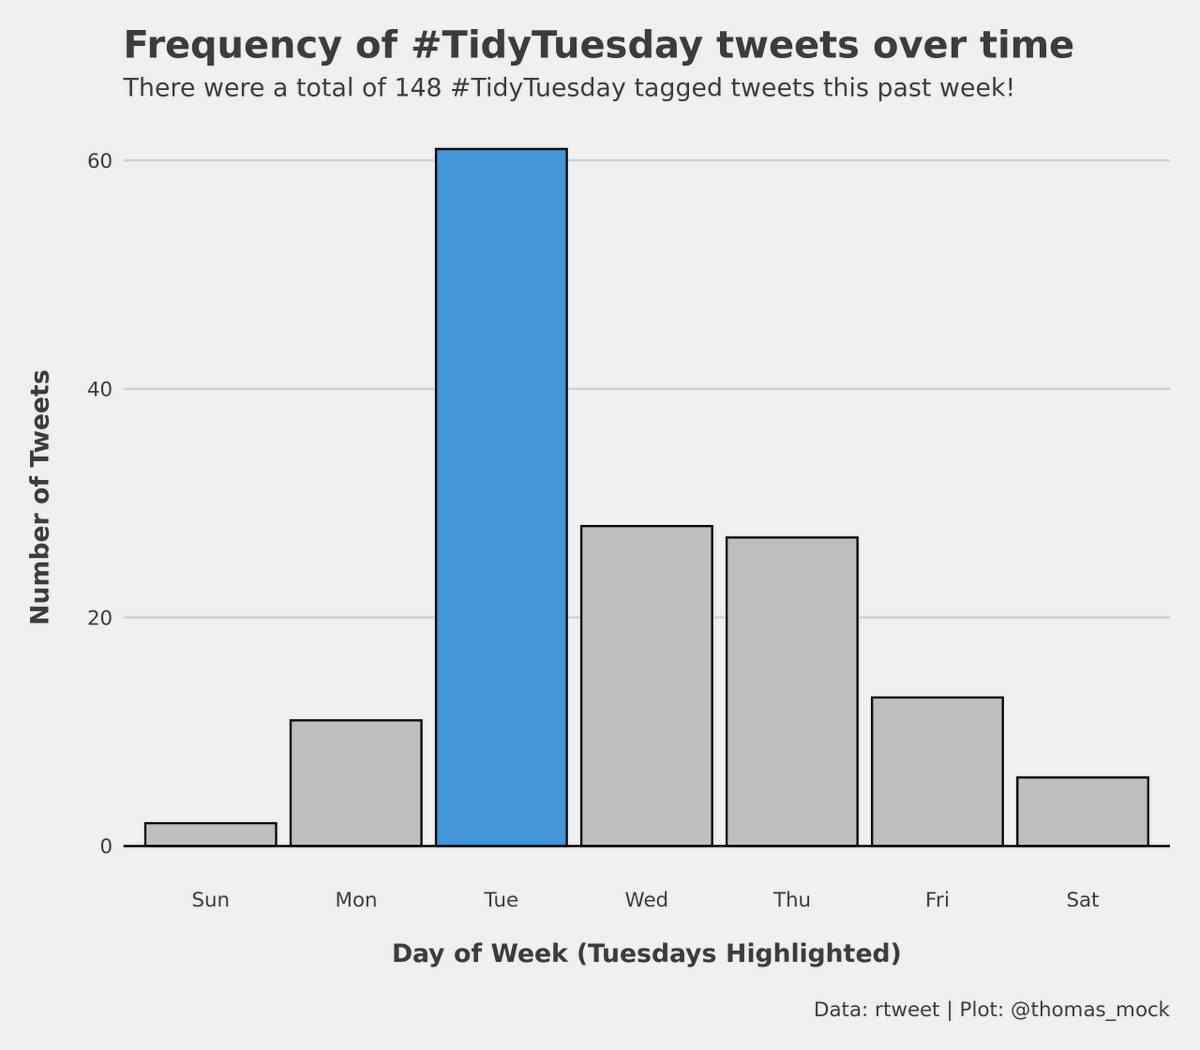 Frequency of #TidyTuesday tweets over time
There were a total of 148 #TidyTuesday tagged tweets this past week!
Number of Tweets
60
40
20
0
Sun Mon Tue Wed Thu Fri Sat
Day of Week (Tuesdays Highlighted)
Data: rtweet | Plot: @thomas_mock